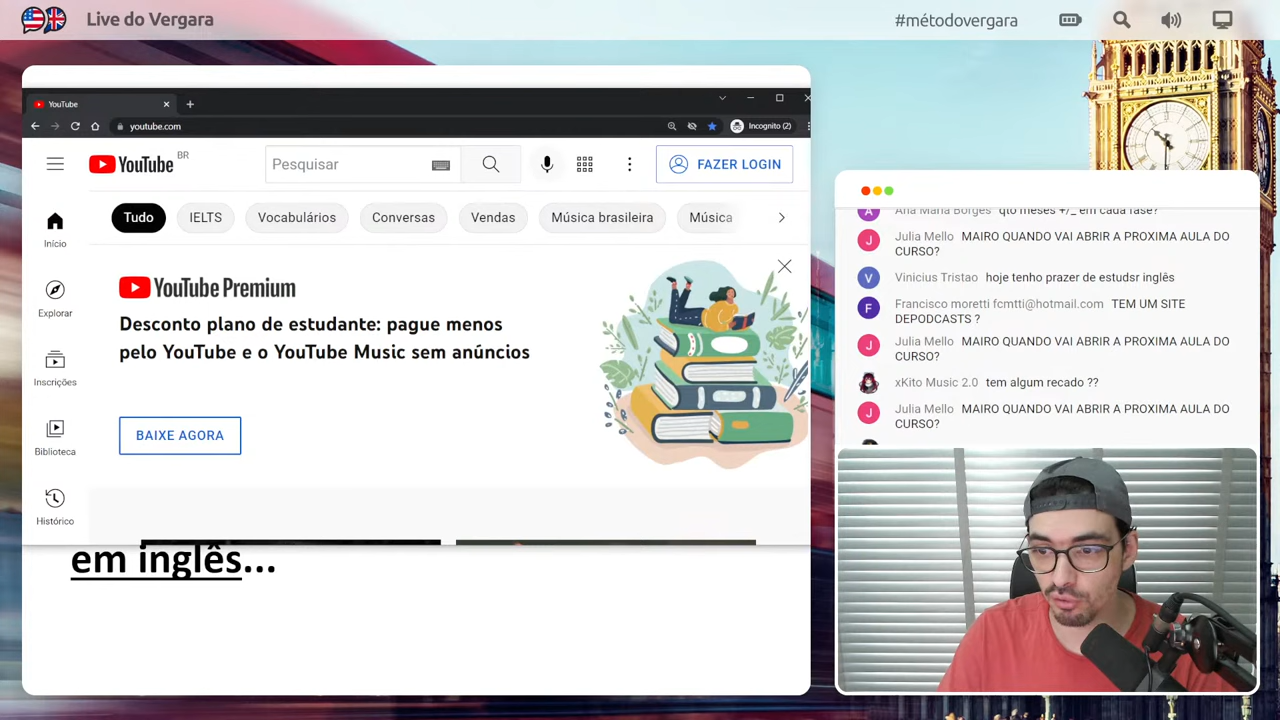 Live do Vergara
#métodovergara
YouTube
youtube.com
Incognito (2)
YouTube BR
Pesquisar
FAZER LOGIN
Tudo
IELTS
Vocabulários
Conversas
Vendas
Música brasileira
Música
Início
Explorar
Inscrições
Biblioteca
Histórico
YouTube Premium
Desconto plano de estudante: pague menos
pelo YouTube e o YouTube Music sem anúncios
BAIXE AGORA
em inglês...
A Ana Maria Borges qto meses +/_ em cada fase?
J Julia Mello MAIRO QUANDO VAI ABRIR A PROXIMA AULA DO
CURSO?
V Vinicius Tristao hoje tenho prazer de estudsr inglês
F Francisco moretti fcmtti@hotmail.com TEM UM SITE
DEPODCASTS ?
J Julia Mello MAIRO QUANDO VAI ABRIR A PROXIMA AULA DO
CURSO?
xKito Music 2.0 tem algum recado ??
J Julia Mello MAIRO QUANDO VAI ABRIR A PROXIMA AULA DO
CURSO?